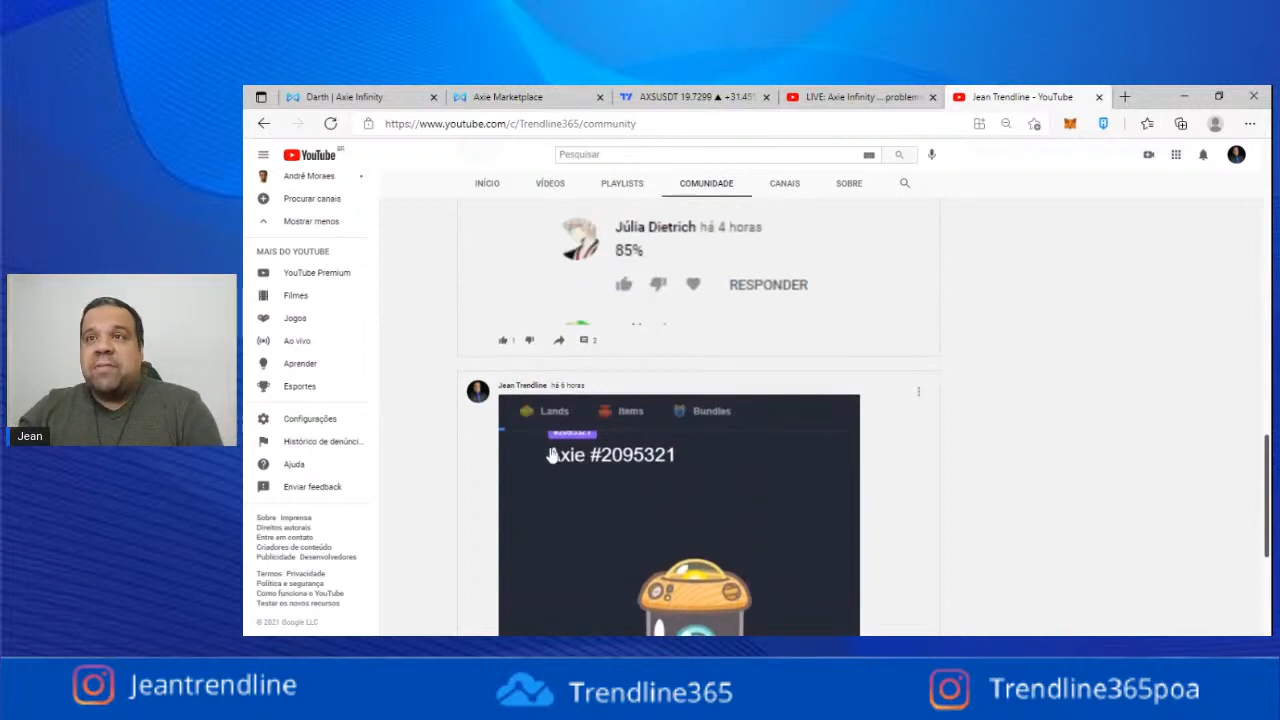 Darth | Axie Infinity
Axie Marketplace
AXSUSDT 19.7299 ▲ +31.45%
LIVE: Axie Infinity ... problem
Jean Trendline - YouTube
https://www.youtube.com/c/Trendline365/community
YouTube BR
Pesquisar
André Moraes
Procurar canais
Mostrar menos
MAIS DO YOUTUBE
YouTube Premium
Filmes
Jogos
Ao vivo
Aprender
Esportes
Configurações
Histórico de denúnci...
Ajuda
Enviar feedback
Sobre Imprensa
Direitos autorais
Entre em contato
Criadores de conteúdo
Publicidade Desenvolvedores
Termos Privacidade
Política e segurança
Como funciona o YouTube
Testar os novos recursos
© 2021 Google LLC
INÍCIO VÍDEOS PLAYLISTS COMUNIDADE CANAIS SOBRE
Júlia Dietrich há 4 horas
85%
RESPONDER
1
2
Jean Trendline há 6 horas
Lands Items Bundles
#2095321
Axie #2095321
Jean
Jeantrendline
Trendline365
Trendline365poa